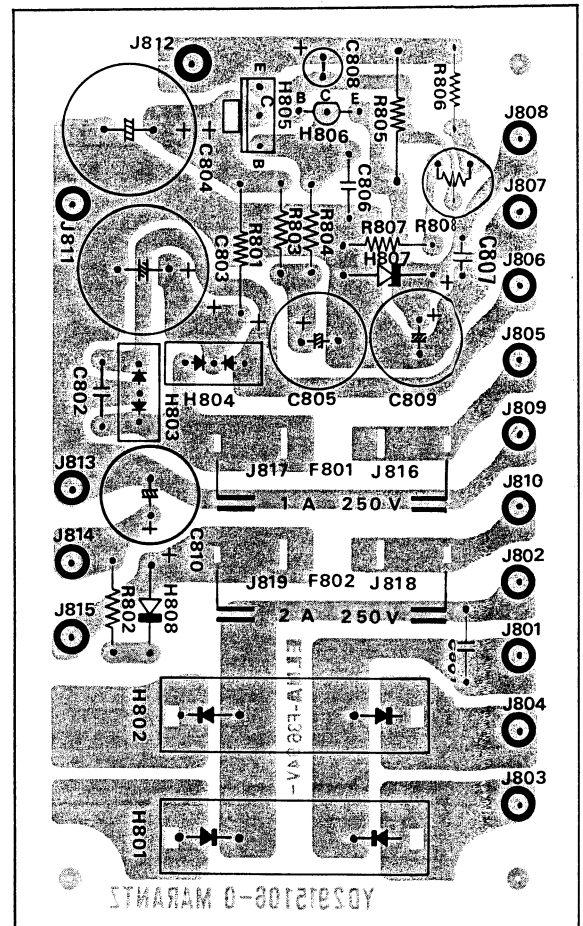 J812
+
C808
E
C
B
H805
B C E
H806
R805
R806
J808
+ +
C804
C806
J807
J811
R801
R803
R804
R807
R808
H807
C807
J806
C803
+
+
+
+
+
J805
C802
H803
H804
C805
C809
J809
J813
J817 F801 J816
1 A 250 V
J810
J814
+
C810
+
J819 F802 J818
J802
R802
H808
2 A 250 V
J815
J801
H802
J804
H801
J803
YD2915106-0 MARANTZ